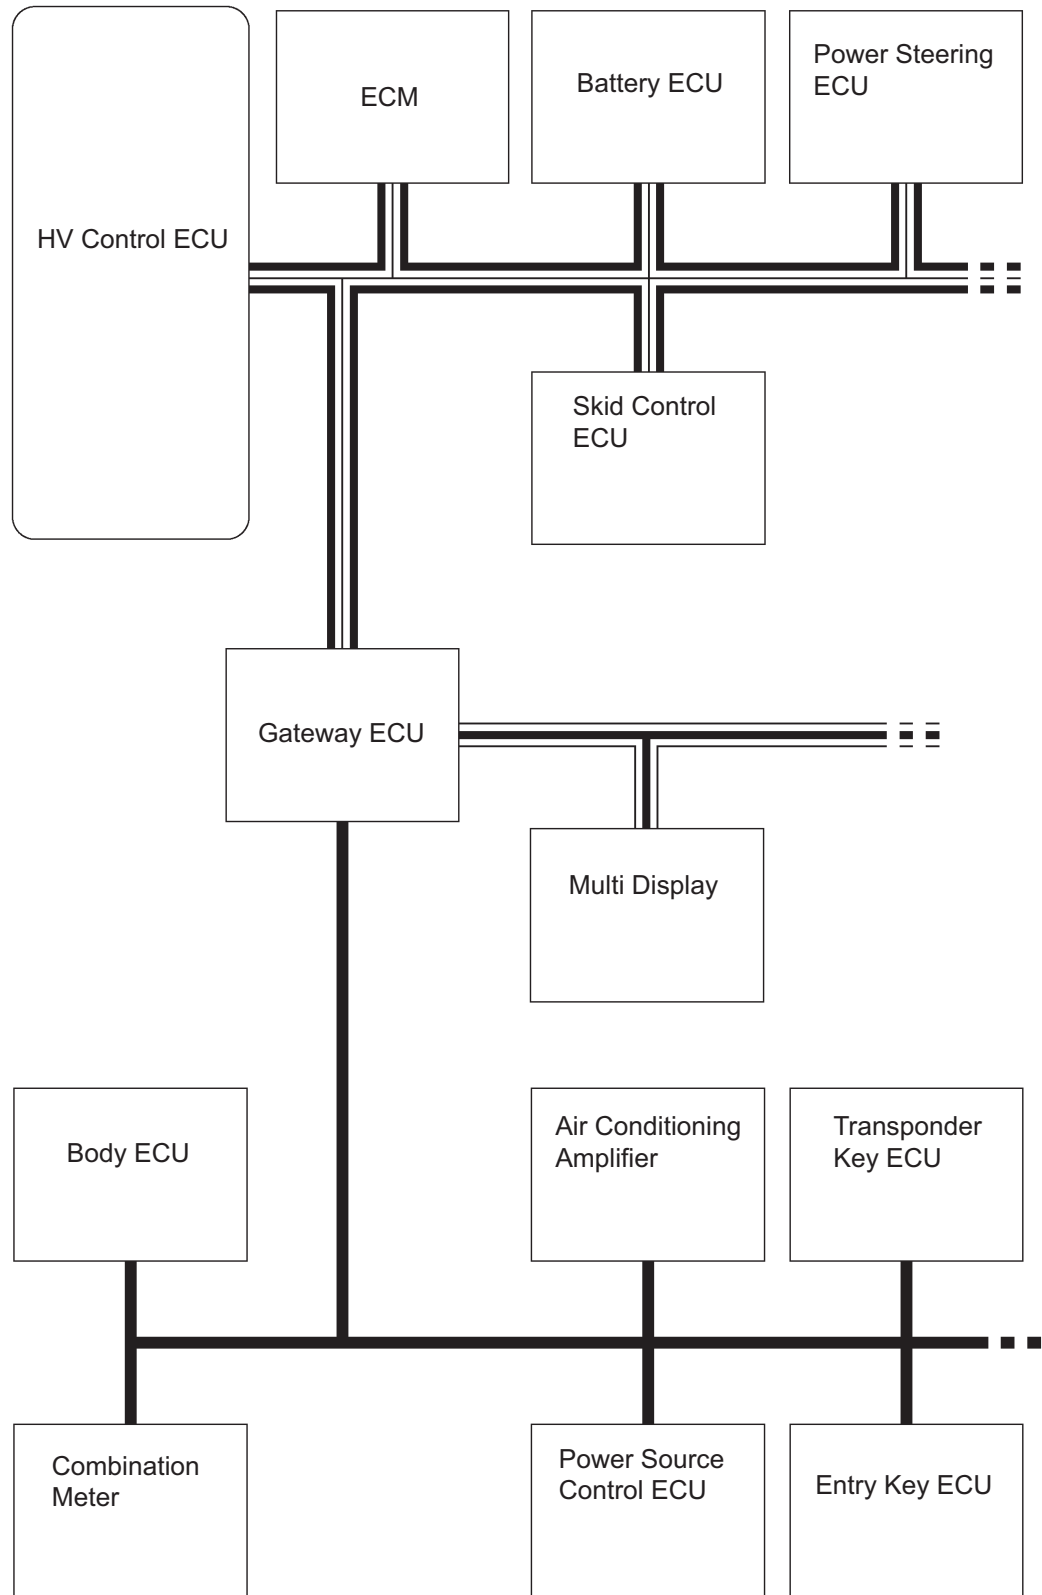 HV Control ECU
ECM
Battery ECU
Power Steering
ECU
Skid Control
ECU
Gateway ECU
Multi Display
Body ECU
Air Conditioning
Amplifier
Transponder
Key ECU
Combination
Meter
Power Source
Control ECU
Entry Key ECU